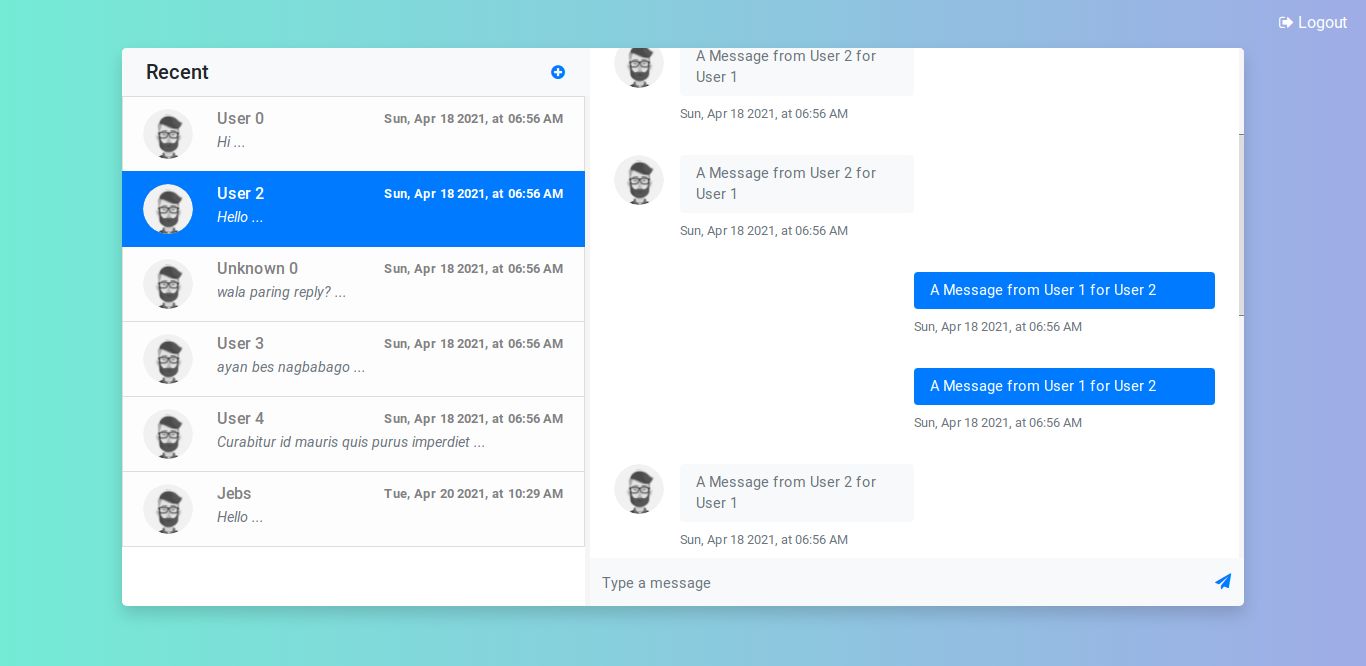 Logout
Recent
User 0
Sun, Apr 18 2021, at 06:56 AM
Hi ...
User 2
Sun, Apr 18 2021, at 06:56 AM
Hello ...
Unknown 0
Sun, Apr 18 2021, at 06:56 AM
wala paring reply? ...
User 3
Sun, Apr 18 2021, at 06:56 AM
ayan bes nagbabago ...
User 4
Sun, Apr 18 2021, at 06:56 AM
Curabitur id mauris quis purus imperdiet ...
Jebs
Tue, Apr 20 2021, at 10:29 AM
Hello ...
A Message from User 2 for
User 1
Sun, Apr 18 2021, at 06:56 AM
A Message from User 2 for
User 1
Sun, Apr 18 2021, at 06:56 AM
A Message from User 1 for User 2
Sun, Apr 18 2021, at 06:56 AM
A Message from User 1 for User 2
Sun, Apr 18 2021, at 06:56 AM
A Message from User 2 for
User 1
Sun, Apr 18 2021, at 06:56 AM
Type a message